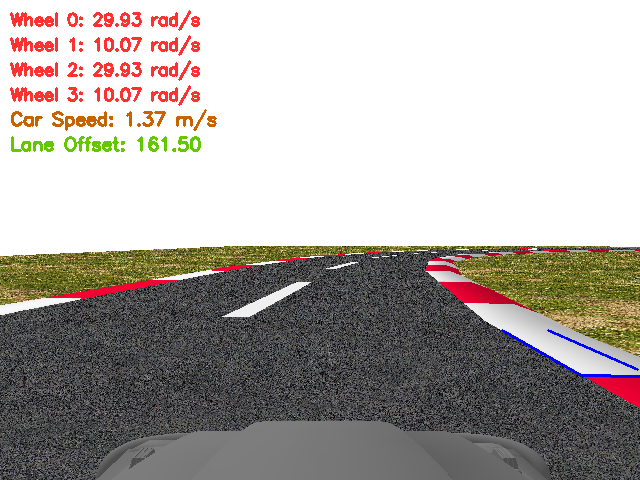 Wheel 0: 29.93 rad/s
Wheel 1: 10.07 rad/s
Wheel 2: 29.93 rad/s
Wheel 3: 10.07 rad/s
Car Speed: 1.37 m/s
Lane Offset: 161.50